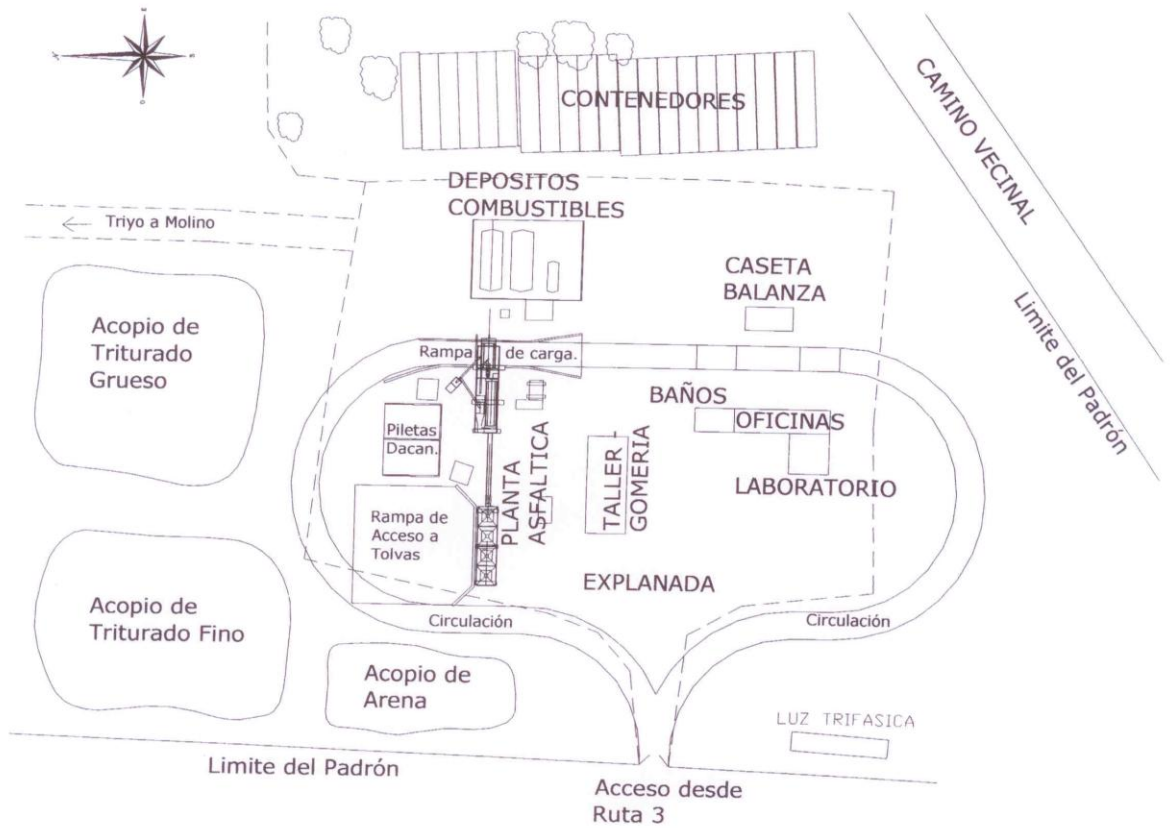 CONTENEDORES
CAMINO VECINAL
DEPOSITOS
COMBUSTIBLES
Triyo a Molino
CASETA
BALANZA
Limite del Padrón
Acopio de
Triturado
Grueso
Rampa de carga.
BAÑOS
OFICINAS
Piletas
Dacan.
PLANTA
ASFALTICA
TALLER -
GOMERIA
LABORATORIO
Rampa de
Acceso a
Tolvas
EXPLANADA
Acopio de
Triturado Fino
Circulación
Circulación
Acopio de
Arena
LUZ TRIFASICA
Limite del Padrón
Acceso desde
Ruta 3